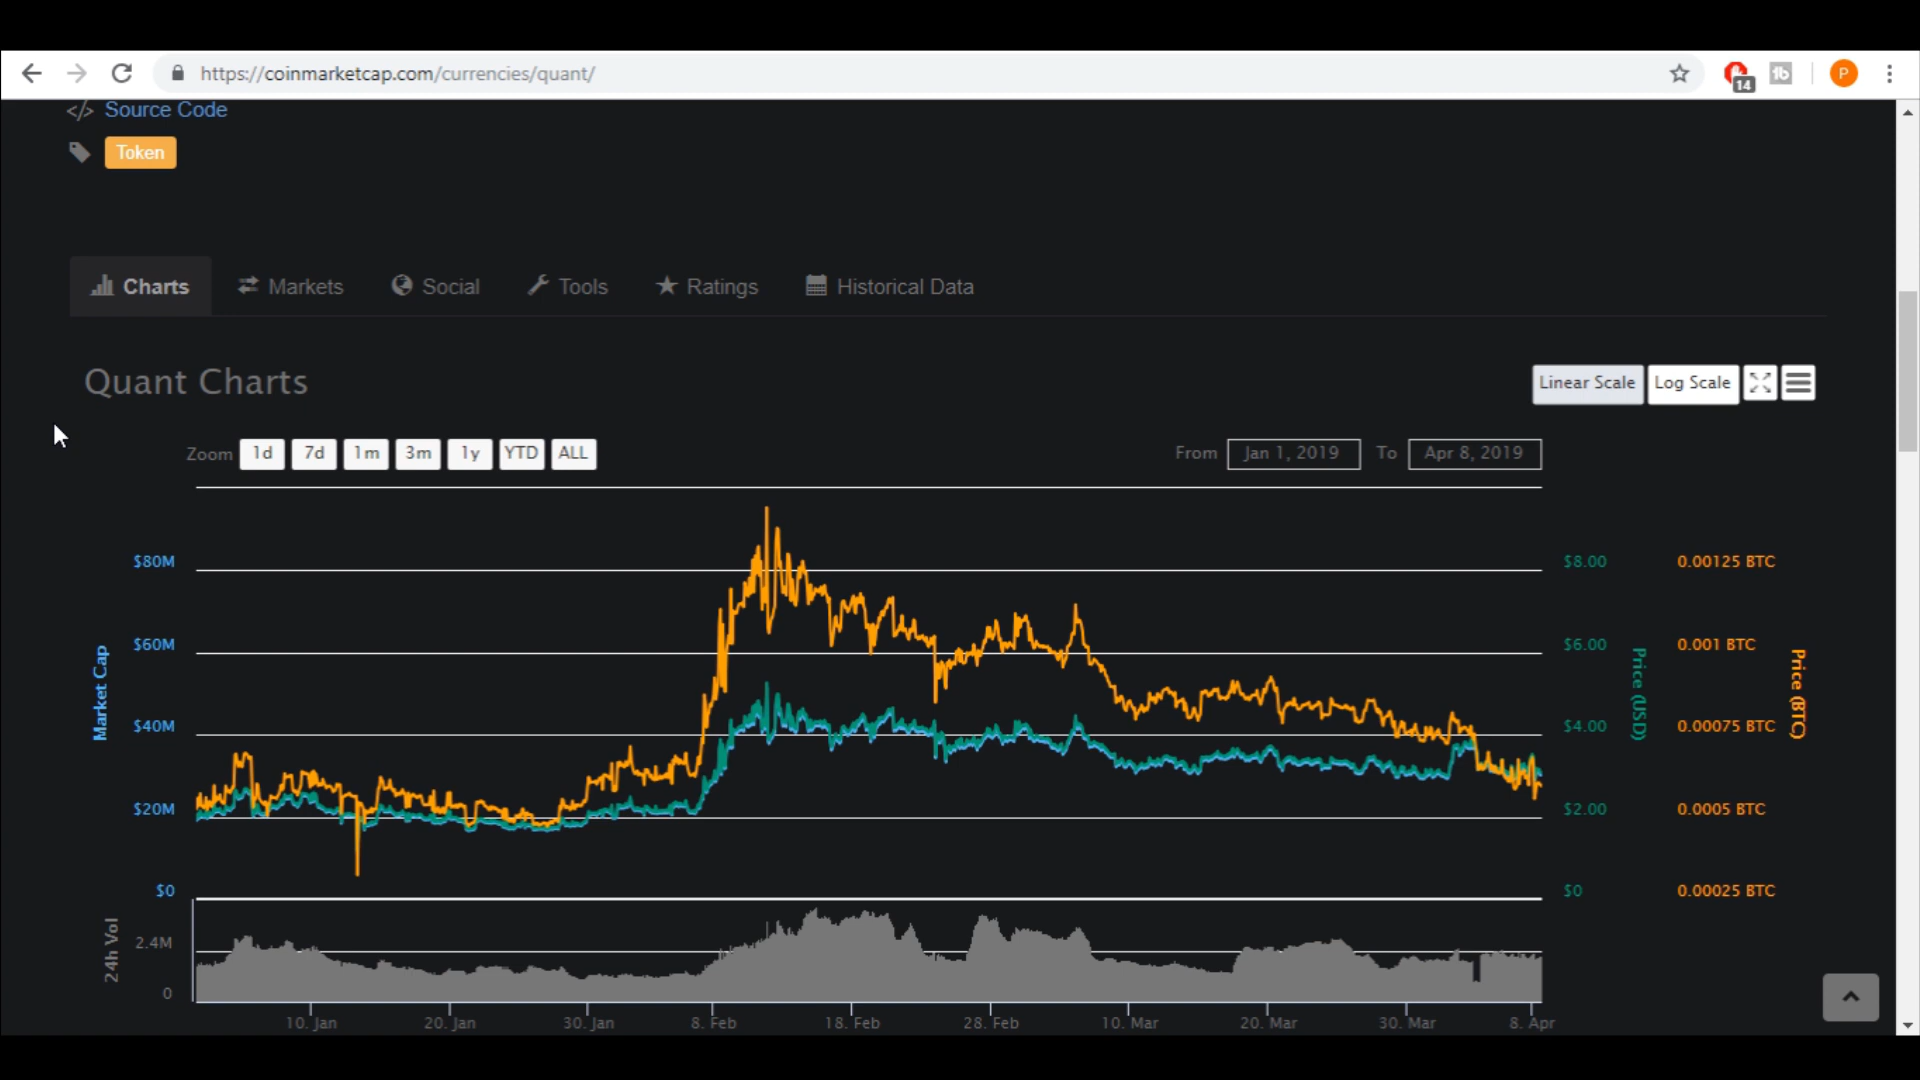 https://coinmarketcap.com/currencies/quant/
14
P
</> Source Code
Token
Charts
Markets
Social
Tools
Ratings
Historical Data
Quant Charts
Linear Scale
Log Scale
Zoom 1d 7d 1m 3m 1y YTD ALL
From Jan 1, 2019 To Apr 8, 2019
$80M $8.00 0.00125 BTC
$60M $6.00 0.001 BTC
Market Cap
Price (USD)
Price (BTC)
$40M $4.00 0.00075 BTC
$20M $2.00 0.0005 BTC
$0 $0 0.00025 BTC
24h Vol
2.4M
0
10. Jan 20. Jan 30. Jan 8. Feb 18. Feb 28. Feb 10. Mar 20. Mar 30. Mar 8. Apr